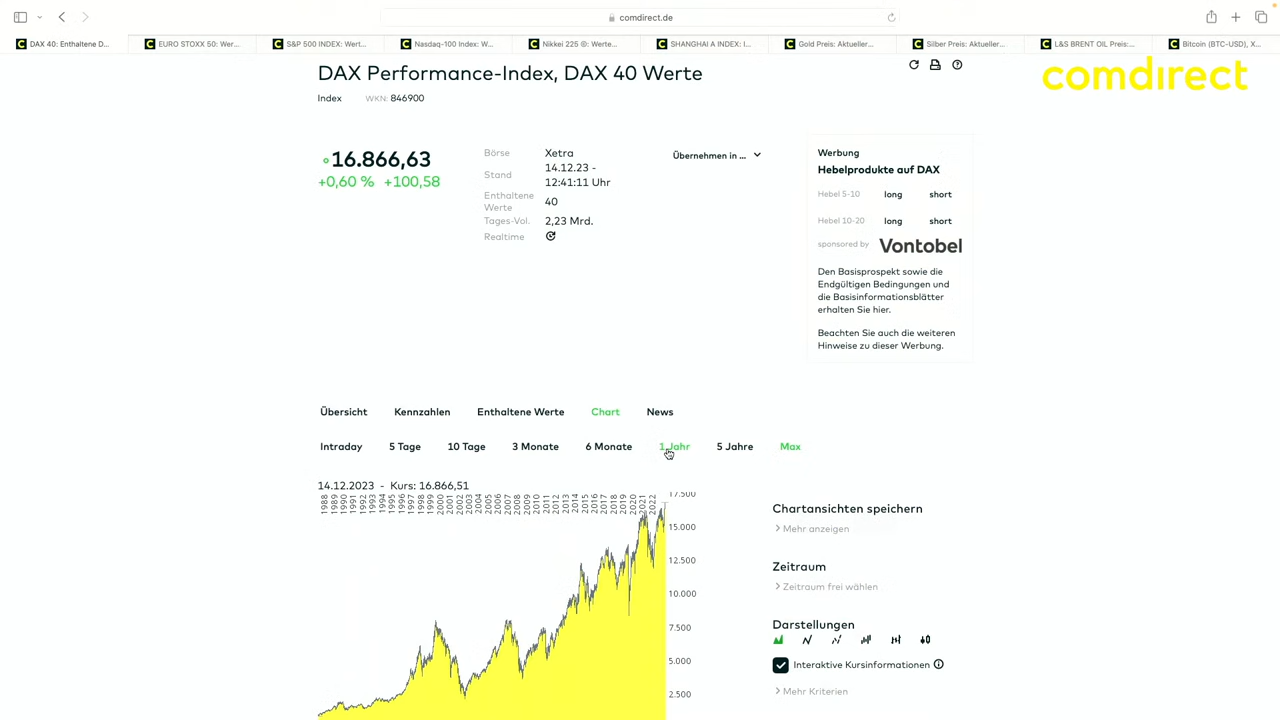 comdirect.de
DAX 40: Enthaltene D...
EURO STOXX 50: Wer...
S&P 500 INDEX: Wert...
Nasdaq-100 Index: W...
Nikkei 225 ®: Werte...
SHANGHAI A INDEX: I...
Gold Preis: Aktueller...
Silber Preis: Aktueller...
L&S BRENT OIL Preis:...
Bitcoin (BTC-USD), X...
DAX Performance-Index, DAX 40 Werte
comdirect
Index WKN: 846900
16.866,63
+0,60 % +100,58
Börse Xetra
Stand 14.12.23 -
12:41:11 Uhr
Enthaltene
Werte 40
Tages-Vol. 2,23 Mrd.
Realtime
Übernehmen in ...
Werbung
Hebelprodukte auf DAX
Hebel 5-10 long short
Hebel 10-20 long short
sponsored by Vontobel
Den Basisprospekt sowie die
Endgültigen Bedingungen und
die Basisinformationsblätter
erhalten Sie hier.
Beachten Sie auch die weiteren
Hinweise zu dieser Werbung.
Übersicht Kennzahlen Enthaltene Werte Chart News
Intraday 5 Tage 10 Tage 3 Monate 6 Monate 1 Jahr 5 Jahre Max
14.12.2023 - Kurs: 16.866,51
1988 1989 1990 1991 1992 1993 1994 1995 1996 1997 1998 1999 2000 2001 2002 2003 2004 2005 2006 2007 2008 2009 2010 2011 2012 2013 2014 2015 2016 2017 2018 2019 2020 2021 2022
17.500
15.000
12.500
10.000
7.500
5.000
2.500
Chartansichten speichern
Mehr anzeigen
Zeitraum
Zeitraum frei wählen
Darstellungen
Interaktive Kursinformationen
Mehr Kriterien